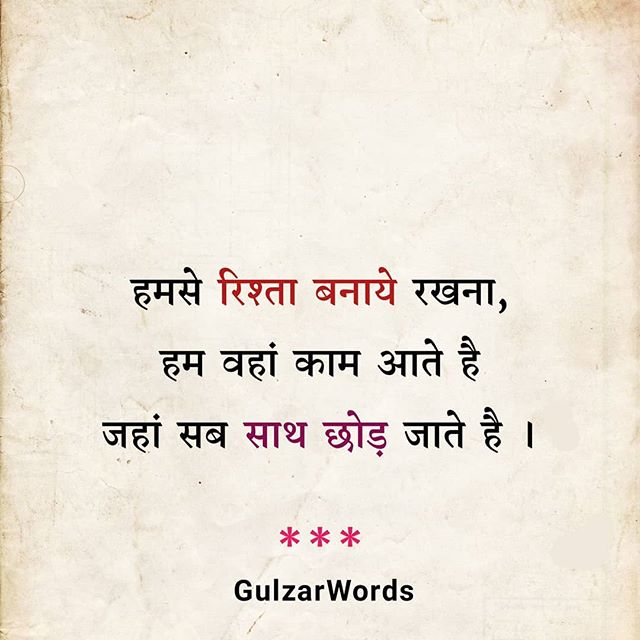 हमसे रिश्ता बनाये रखना,
हम वहां काम आते है
जहां सब साथ छोड़ जाते है ।
***
GulzarWords